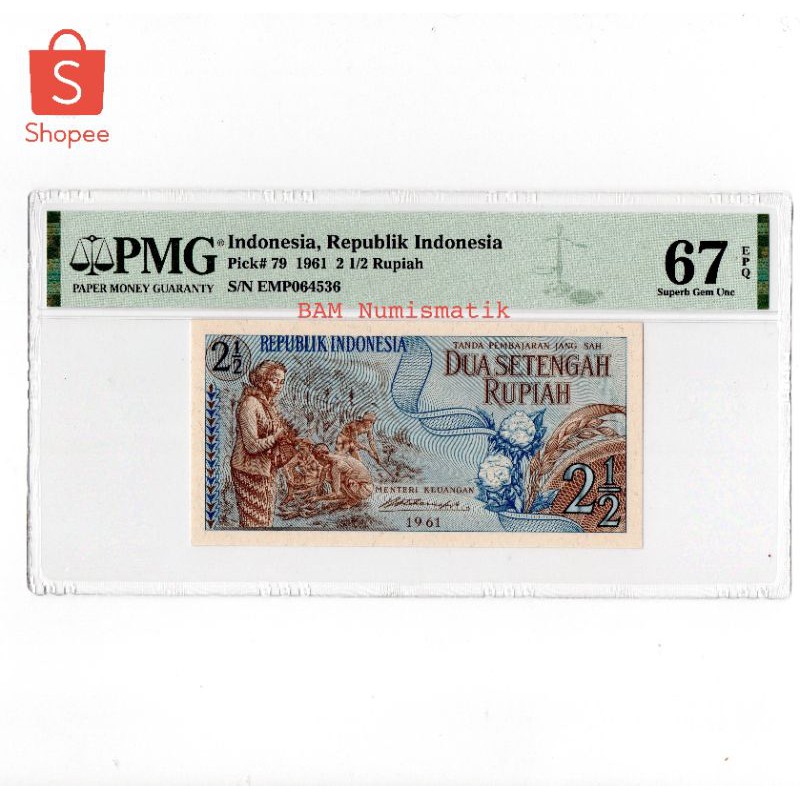 S
Shopee
PMG® Indonesia, Republik Indonesia
Pick# 79 1961 2 1/2 Rupiah
PAPER MONEY GUARANTY
S/N EMP064536
67 EPQ
Superb Gem Unc
BAM Numismatik
2½
REPUBLIK INDONESIA
TANDA PEMBAJARAN JANG SAH
DUA SETENGAH
RUPIAH
MENTERI KEUANGAN
1961
2½